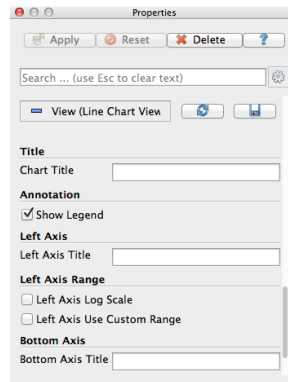 Properties
Apply Reset Delete ?
Search ... (use Esc to clear text)
View (Line Chart View
Title
Chart Title
Annotation
Show Legend
Left Axis
Left Axis Title
Left Axis Range
Left Axis Log Scale
Left Axis Use Custom Range
Bottom Axis
Bottom Axis Title